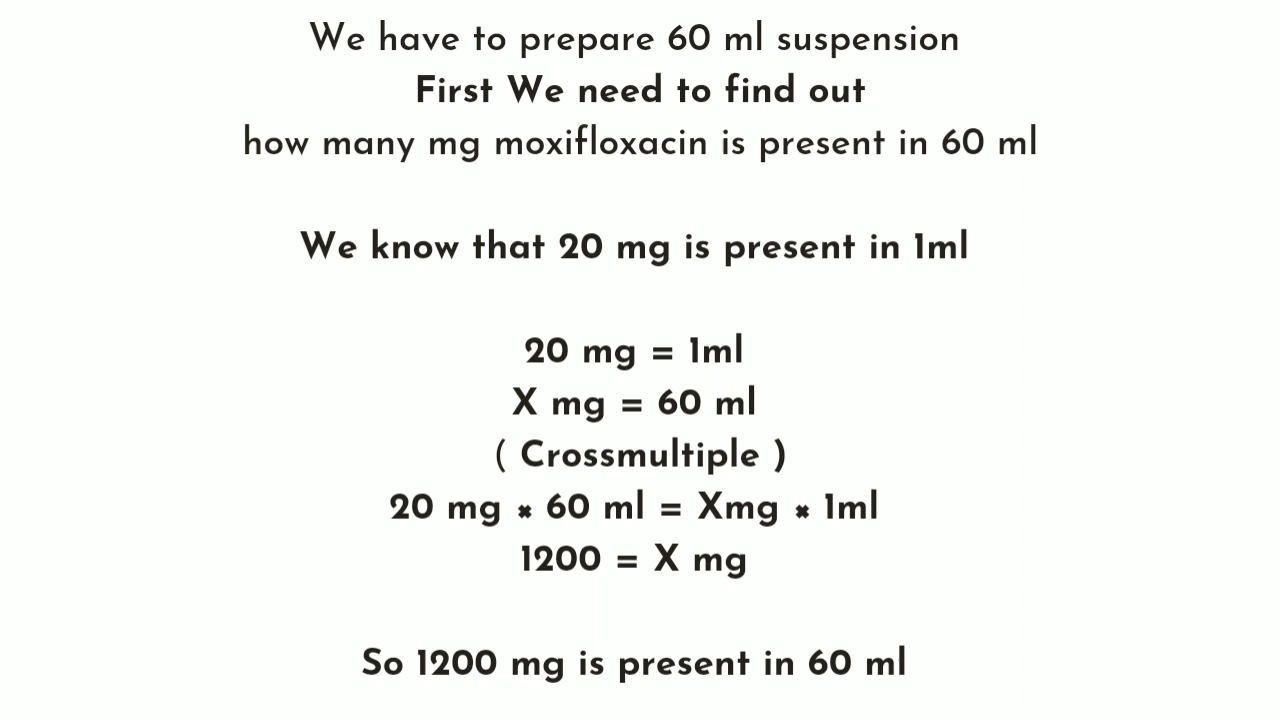 We have to prepare 60 ml suspension
First We need to find out
how many mg moxifloxacin is present in 60 ml
We know that 20 mg is present in 1ml
20 mg = 1ml
X mg = 60 ml
( Crossmultiple )
20 mg * 60 ml = Xmg * 1ml
1200 = X mg
So 1200 mg is present in 60 ml